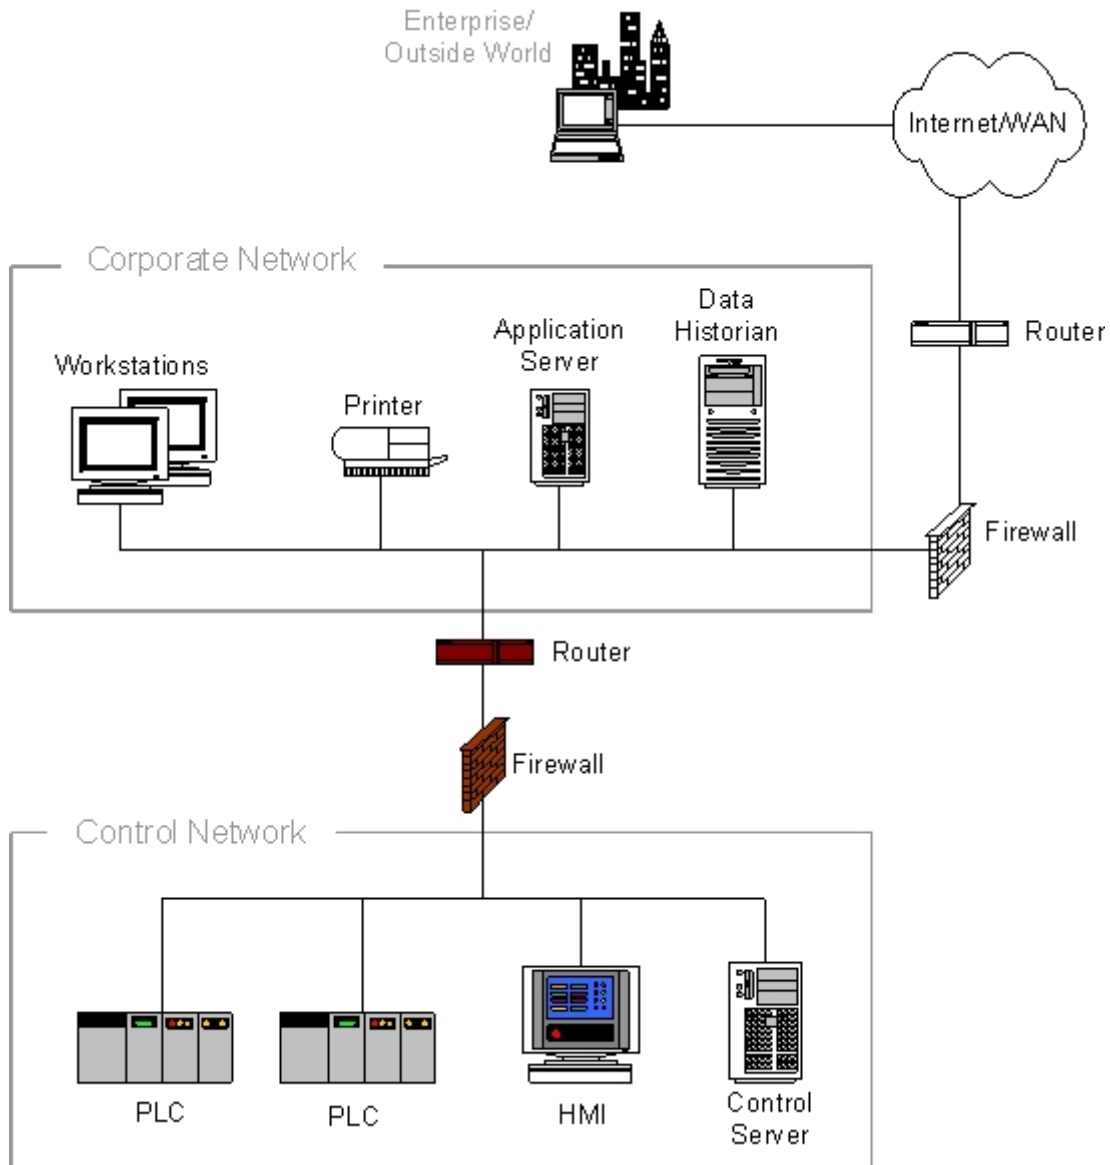 Enterprise/
Outside World
Internet/WAN
Corporate Network
Data
Historian
Application
Server
Router
Workstations
Printer
Firewall
Router
Firewall
Control Network
PLC
PLC
HMI
Control
Server